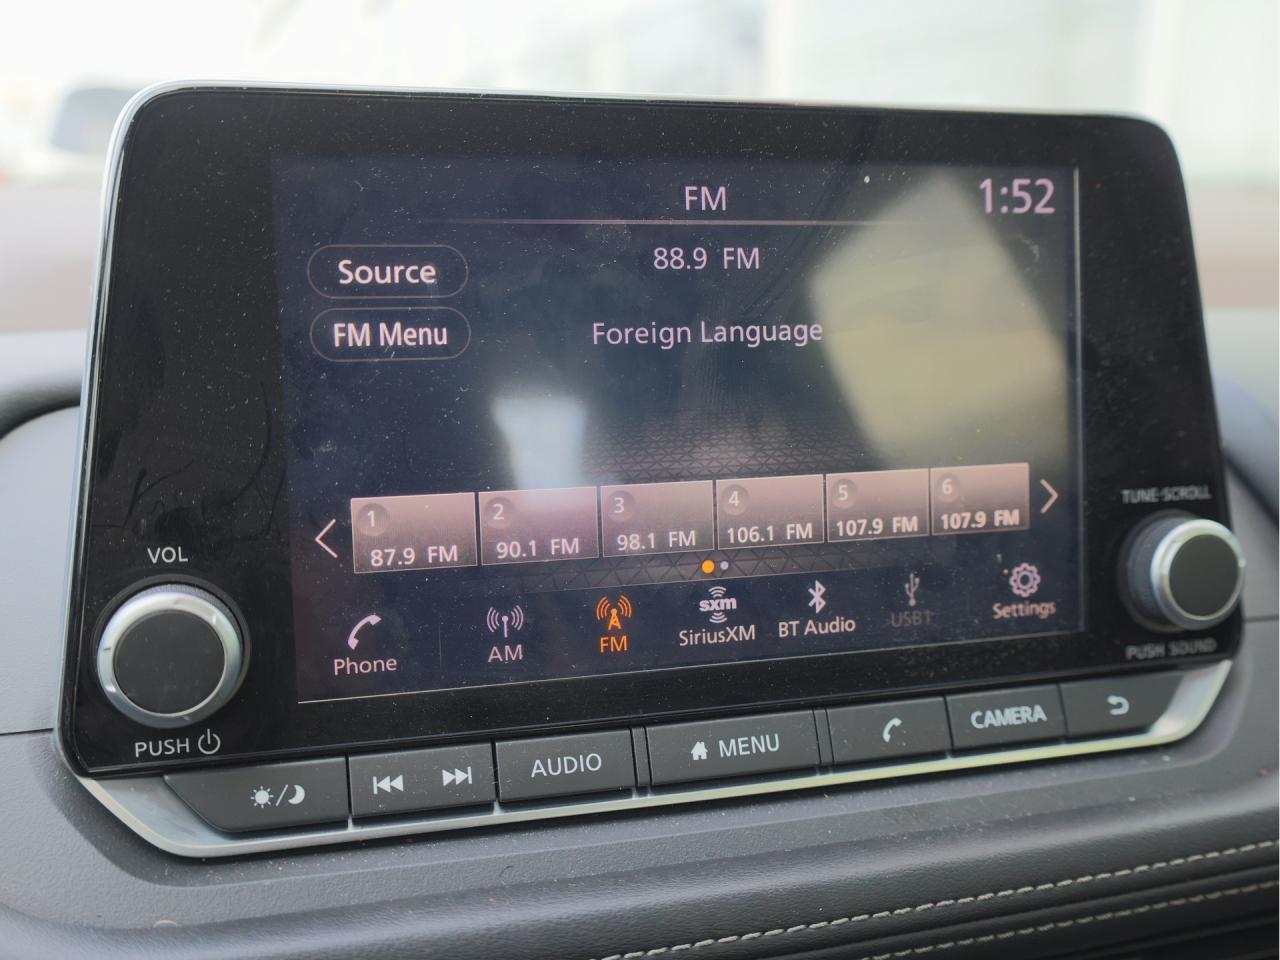 FM
1:52
Source
88.9 FM
FM Menu
Foreign Language
1
87.9 FM
2
90.1 FM
3
98.1 FM
4
106.1 FM
5
107.9 FM
6
107.9 FM
Phone
AM
FM
sxm
SiriusXM
BT Audio
USB1
Settings
VOL
PUSH
TUNE·SCROLL
PUSH SOUND
AUDIO
MENU
CAMERA